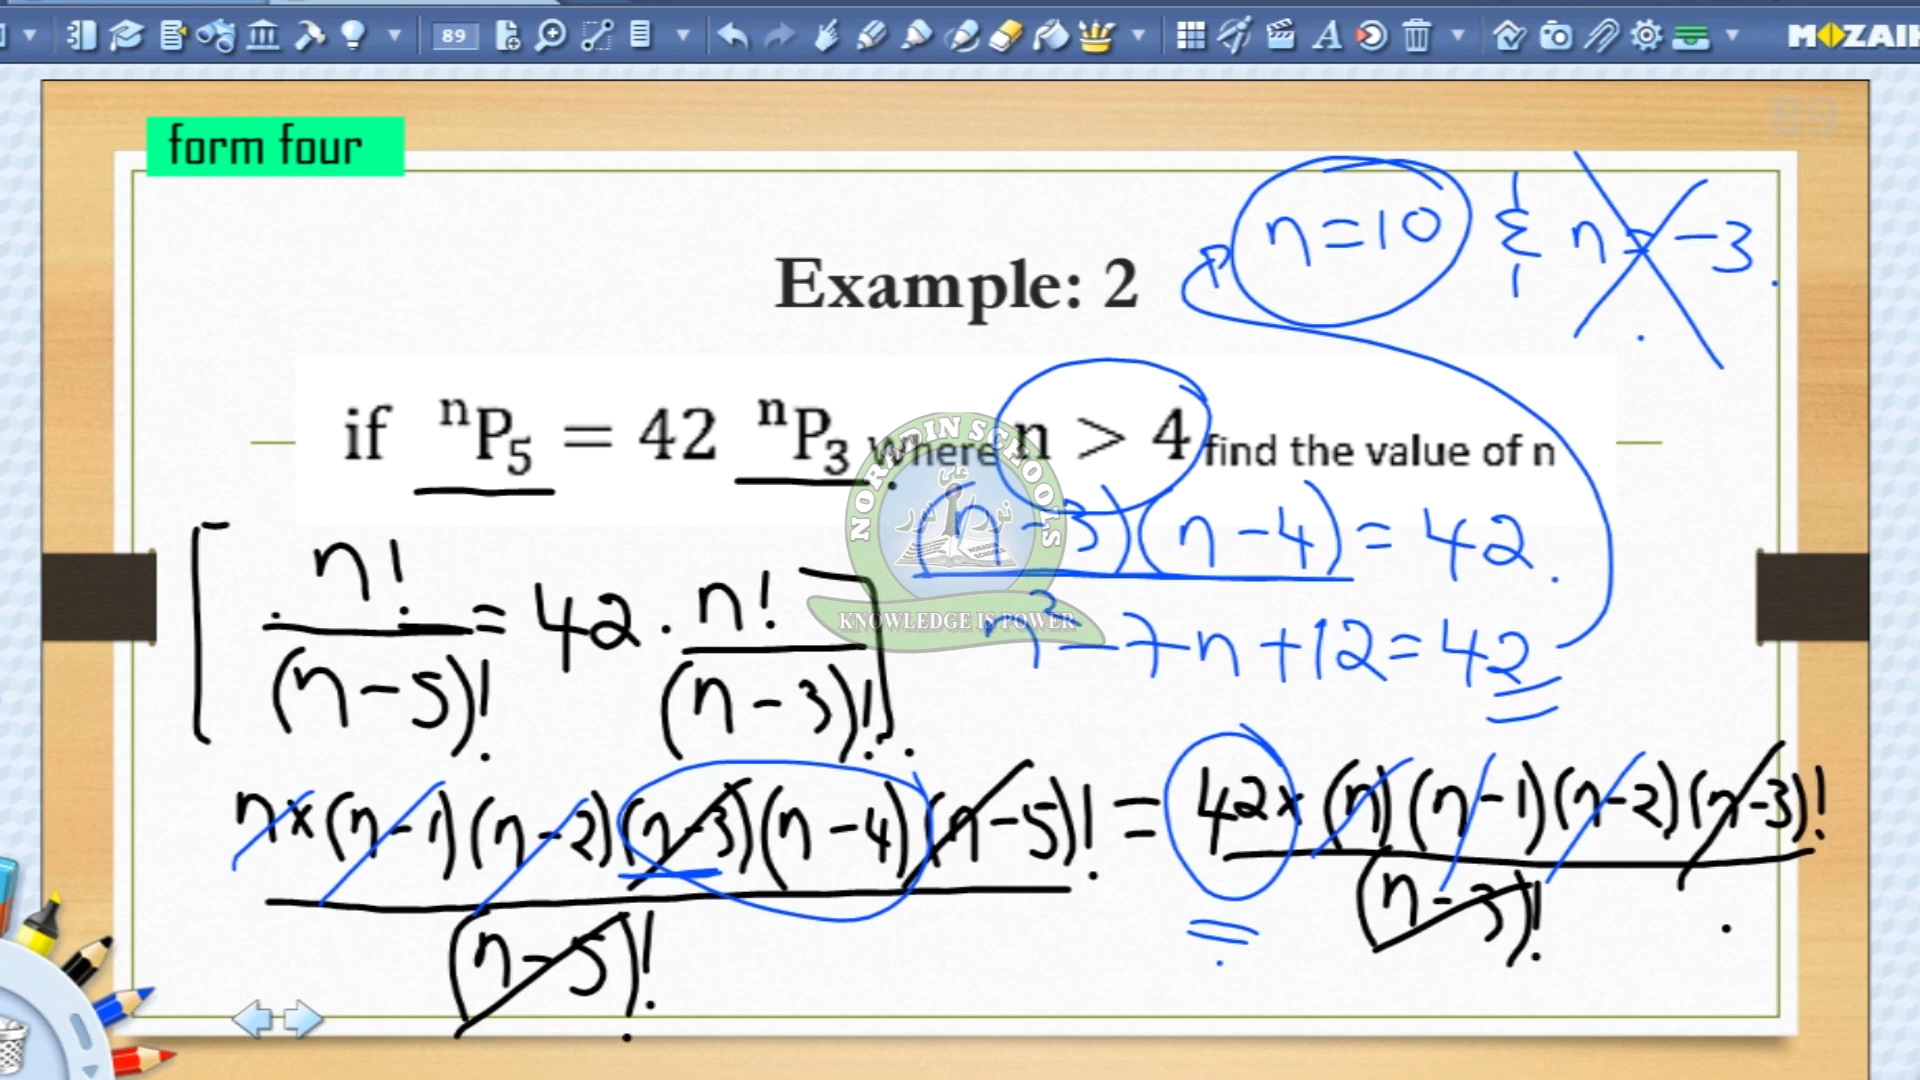 89
MOZAIK
form four
89
n=10 & n=-3
Example: 2
if ⁿP₅ = 42 ⁿP₃ where n > 4 find the value of n
NORADIN SCHOOLS
KNOWLEDGE IS POWER
(n-3)(n-4)=42
n²-7n+12=42
n!/(n-5)! = 42 . n!/(n-3)!
n×(n-1)(n-2)(n-3)(n-4)(n-5)!/(n-5)! = 42×(n)(n-1)(n-2)(n-3)!/(n-3)!